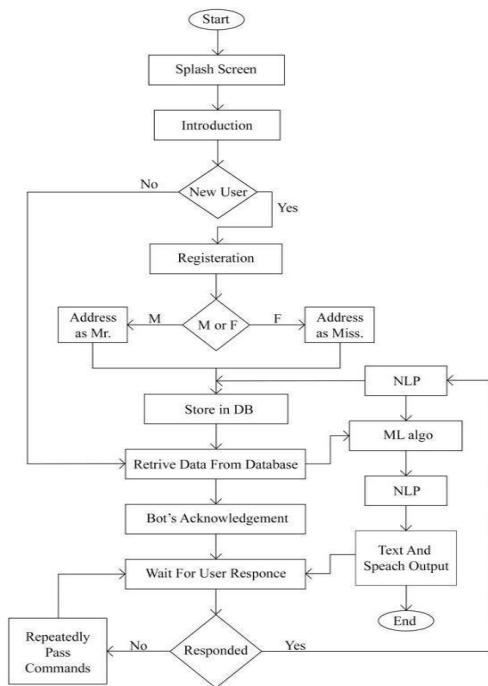 Start
Splash Screen
Introduction
No
New User
Yes
Registeration
Address
as Mr.
M
M or F
F
Address
as Miss.
NLP
Store in DB
ML algo
Retrive Data From Database
NLP
Bot's Acknowledgement
Text And
Speach Output
Wait For User Responce
End
Repeatedly
Pass
Commands
No
Responded
Yes